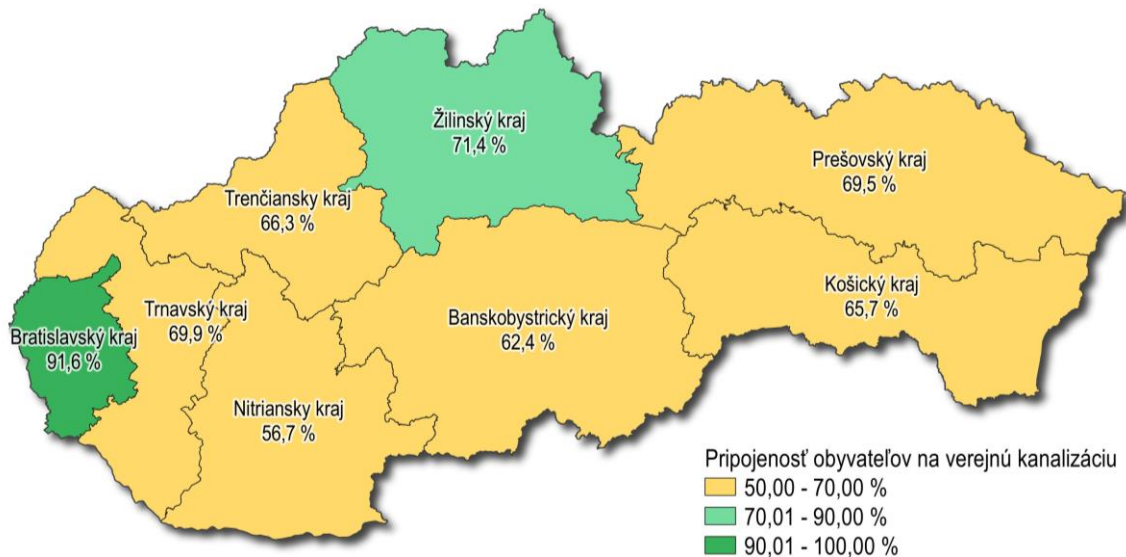 Žilinský kraj
71,4 %
Prešovský kraj
69,5 %
Trenčiansky kraj
66,3 %
Košický kraj
65,7 %
Trnavský kraj
69,9 %
Banskobystrický kraj
62,4 %
Bratislavský kraj
91,6 %
Nitriansky kraj
56,7 %
Pripojenosť obyvateľov na verejnú kanalizáciu
50,00 - 70,00 %
70,01 - 90,00 %
90,01 - 100,00 %